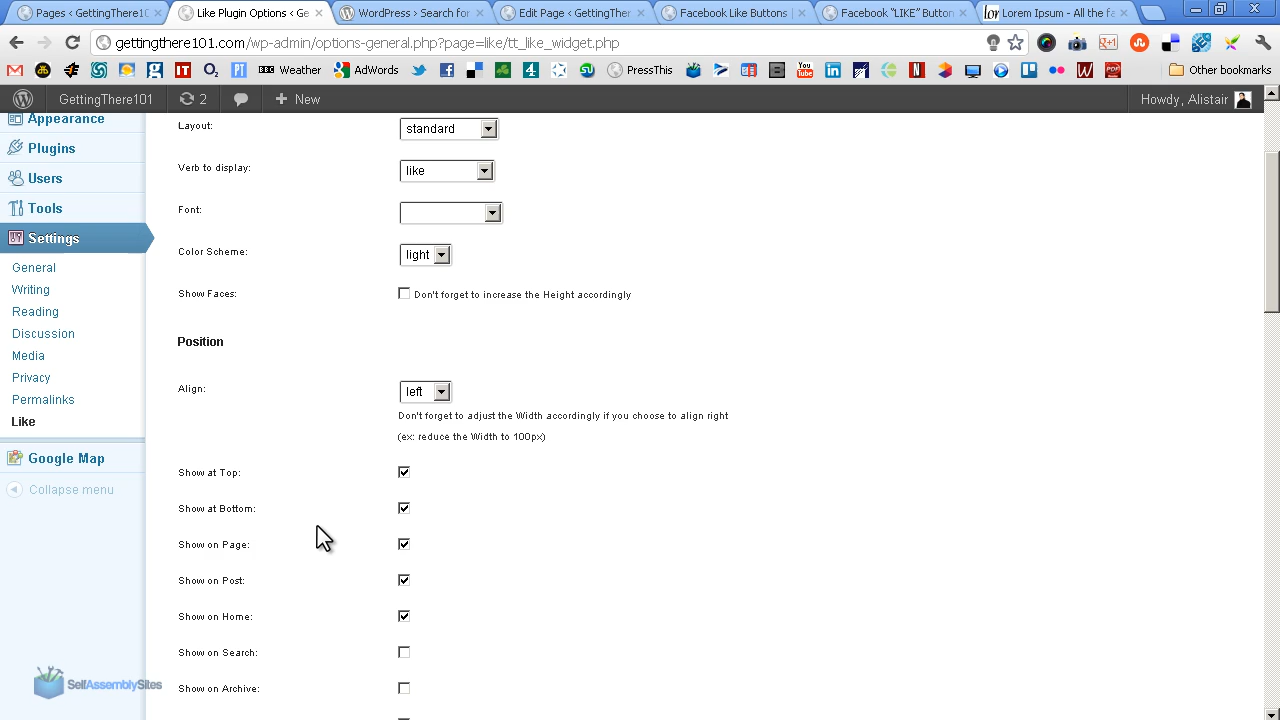 Pages < GettingThere10
Like Plugin Options < Ge
WordPress › Search for
Edit Page < GettingTher
Facebook Like Buttons |
Facebook "LIKE" Button
Lorem Ipsum - All the fa
gettingthere101.com/wp-admin/options-general.php?page=like/tt_like_widget.php
BBC Weather
AdWords
PressThis
You Tube
Other bookmarks
GettingThere101
2
New
Howdy, Alistair
Appearance
Plugins
Users
Tools
Settings
General
Writing
Reading
Discussion
Media
Privacy
Permalinks
Like
Google Map
Collapse menu
Layout:
standard
Verb to display:
like
Font:
Color Scheme:
light
Show Faces:
Don't forget to increase the Height accordingly
Position
Align:
left
Don't forget to adjust the Width accordingly if you choose to align right
(ex: reduce the Width to 100px)
Show at Top:
Show at Bottom:
Show on Page:
Show on Post:
Show on Home:
Show on Search:
Show on Archive:
SelfAssemblySites